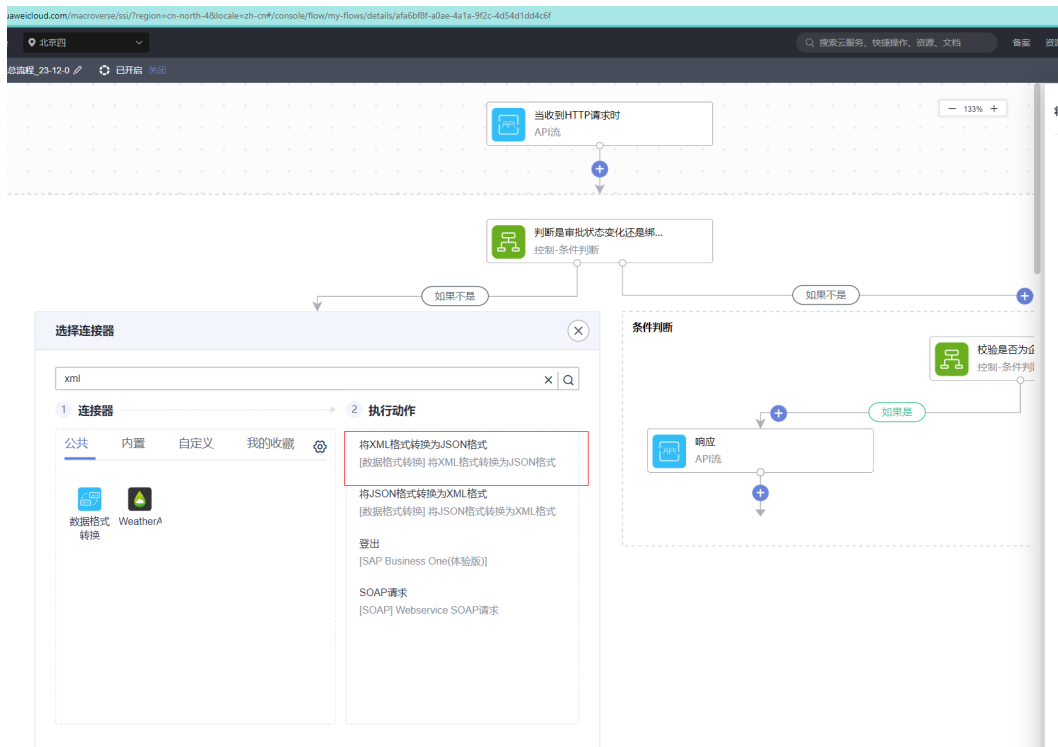 uaweicloud.com/macroverse/ssi/?region=cn-north-4&locale=zh-cn#/console/flow/my-flows/details/afa6bf8f-a0ae-4a1a-9f2c-4d54d1dd4c6f
北京四
搜索云服务、快捷操作、资源、文档
备案
资源
总流程_23-12-0
已开启 关闭
当收到HTTP请求时
API流
133%
判断是审批状态变化还是绑...
控制-条件判断
如果不是
如果不是
选择连接器
条件判断
校验是否为企
控制-条件判
xml
1 连接器
2 执行动作
如果是
公共 内置 自定义 我的收藏
将XML格式转换为JSON格式
[数据格式转换] 将XML格式转换为JSON格式
响应
API流
将JSON格式转换为XML格式
[数据格式转换] 将JSON格式转换为XML格式
数据格式转换
WeatherA
登出
[SAP Business One(体验版)]
SOAP请求
[SOAP] Webservice SOAP请求